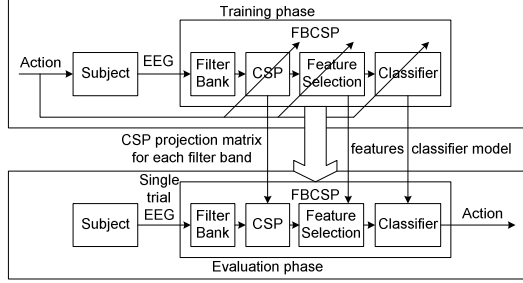 Training phase
FBCSP
Action
Subject
EEG
Filter
Bank
CSP
Feature
Selection
Classifier
CSP projection matrix
for each filter band
features
classifier model
Single
trial
EEG
FBCSP
Subject
Filter
Bank
CSP
Feature
Selection
Classifier
Action
Evaluation phase